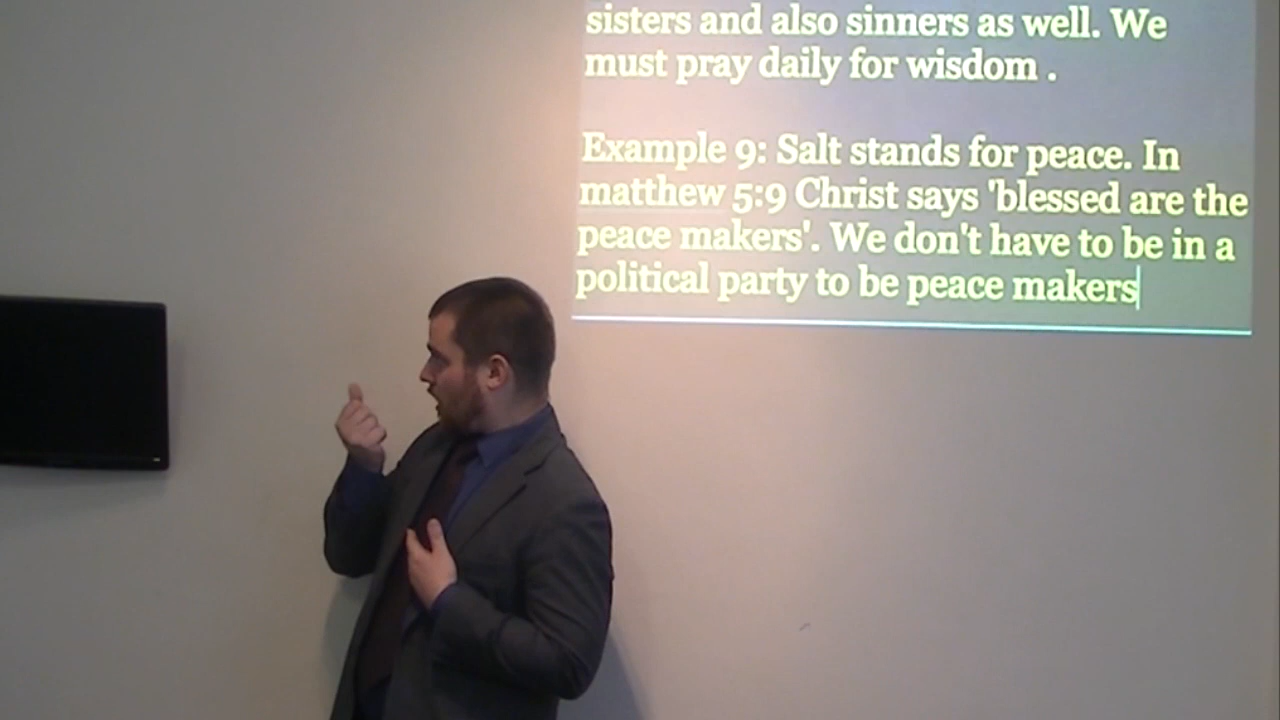 sisters and also sinners as well. We
must pray daily for wisdom .
Example 9: Salt stands for peace. In
matthew 5:9 Christ says 'blessed are the
peace makers'. We don't have to be in a
political party to be peace makers